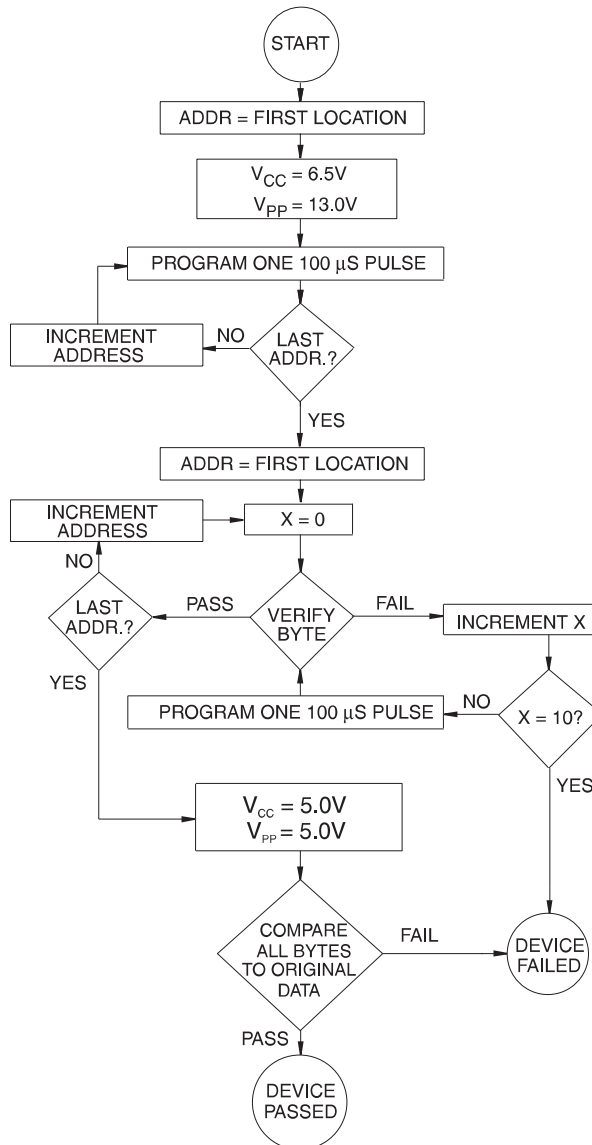 START
ADDR = FIRST LOCATION
VCC = 6.5V
VPP = 13.0V
PROGRAM ONE 100 µS PULSE
INCREMENT
ADDRESS
NO
LAST
ADDR.?
YES
ADDR = FIRST LOCATION
INCREMENT
ADDRESS
X = 0
NO
LAST
ADDR.?
PASS
VERIFY
BYTE
FAIL
INCREMENT X
YES
PROGRAM ONE 100 µS PULSE
NO
X = 10?
YES
VCC = 5.0V
VPP = 5.0V
COMPARE
ALL BYTES
TO ORIGINAL
DATA
FAIL
DEVICE
FAILED
PASS
DEVICE
PASSED